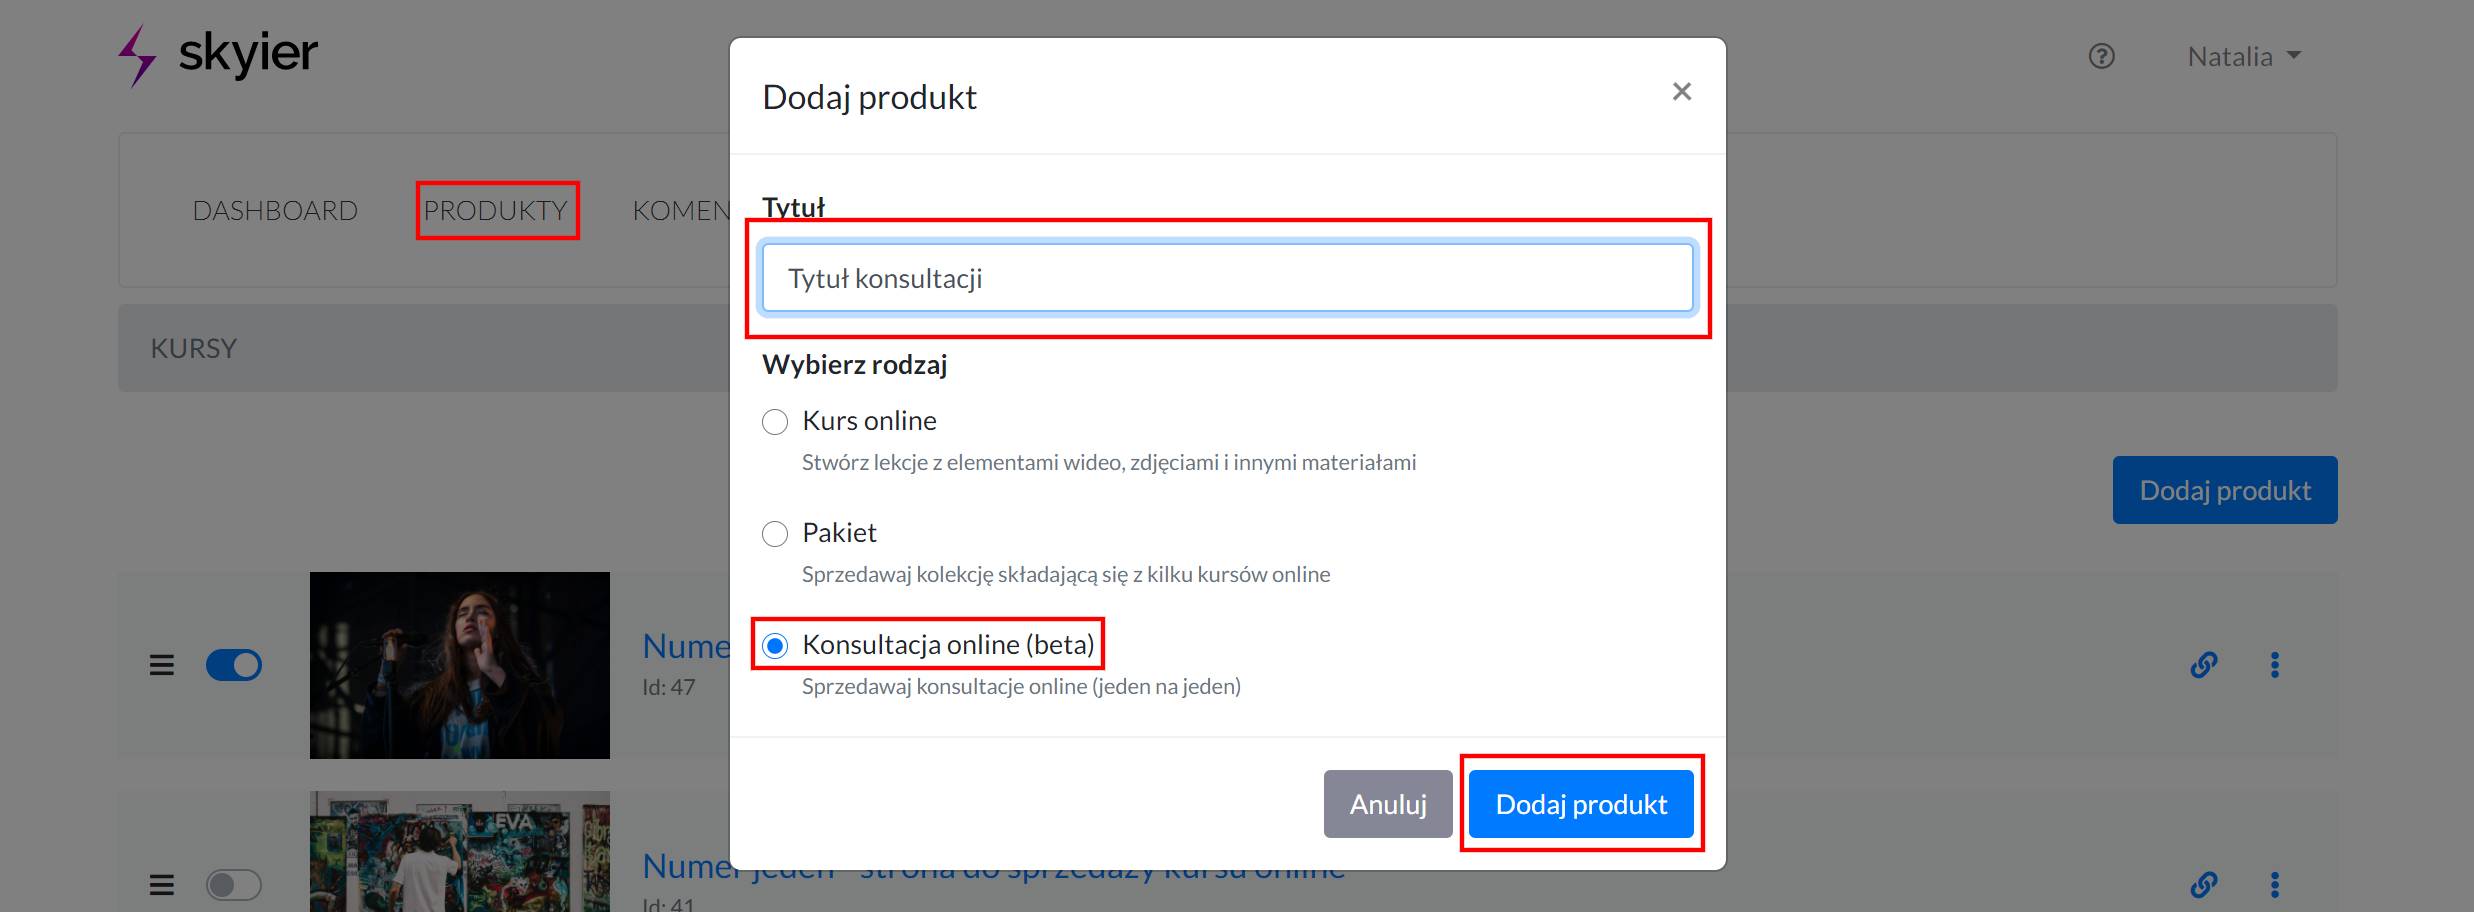 skyier
Natalia
DASHBOARD
PRODUKTY
KOMEN
KURSY
Dodaj produkt
Dodaj produkt
×
Tytuł
Tytuł konsultacji
Wybierz rodzaj
Kurs online
Stwórz lekcje z elementami wideo, zdjęciami i innymi materiałami
Pakiet
Sprzedawaj kolekcję składającą się z kilku kursów online
Konsultacja online (beta)
Sprzedawaj konsultacje online (jeden na jeden)
Anuluj
Dodaj produkt
Nume
Id: 47
EVA
Numer jeden - strona do sprzedaży kursu online
Id: 41